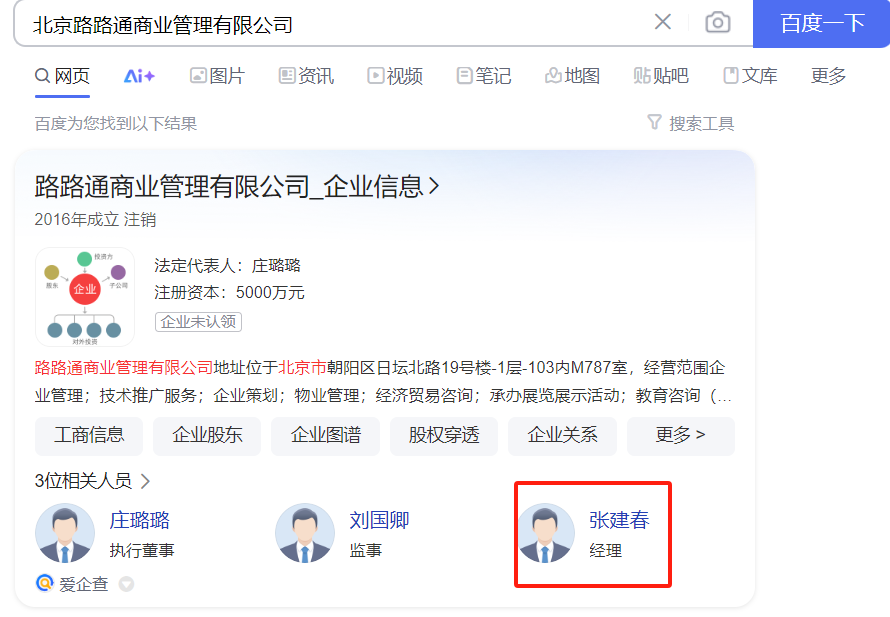 北京路路通商业管理有限公司
百度一下
网页 Ai+ 图片 资讯 视频 笔记 地图 贴吧 文库 更多
百度为您找到以下结果
搜索工具
路路通商业管理有限公司_企业信息>
2016年成立 注销
投资方
股东
企业
子公司
对外投资
法定代表人：庄璐璐
注册资本：5000万元
企业未认领
路路通商业管理有限公司地址位于北京市朝阳区日坛北路19号楼-1层-103内M787室，经营范围企
业管理；技术推广服务；企业策划；物业管理；经济贸易咨询；承办展览展示活动；教育咨询（...
工商信息 企业股东 企业图谱 股权穿透 企业关系 更多 >
3位相关人员 >
庄璐璐 刘国卿 张建春
执行董事 监事 经理
爱企查